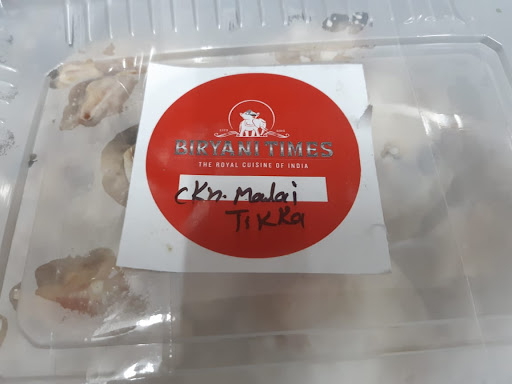 BIRYANI TIMES
THE ROYAL CUISINE OF INDIA
CKn. Malai
Tikka